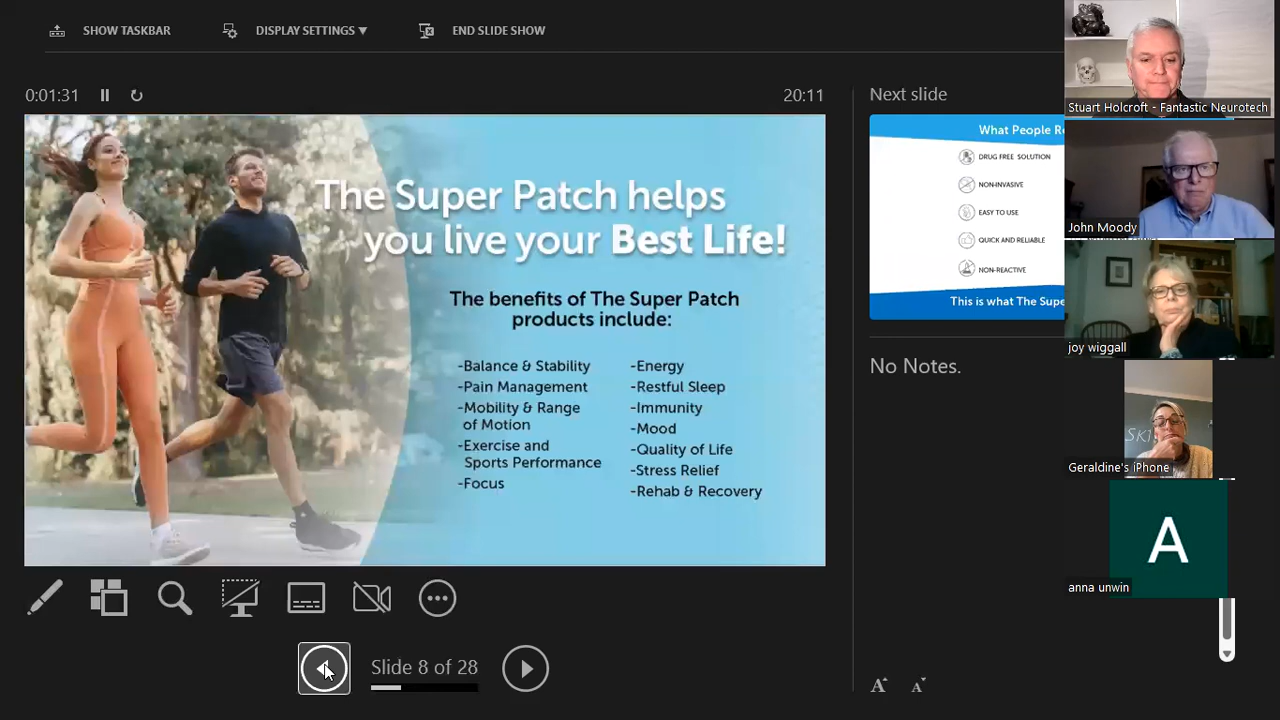 SHOW TASKBAR
DISPLAY SETTINGS ▼
END SLIDE SHOW
0:01:31
20:11
The Super Patch helps
you live your Best Life!
The benefits of The Super Patch
products include:
-Balance & Stability
-Pain Management
-Mobility & Range
of Motion
-Exercise and
Sports Performance
-Focus
-Energy
-Restful Sleep
-Immunity
-Mood
-Quality of Life
-Stress Relief
-Rehab & Recovery
Slide 8 of 28
Next slide
What People
DRUG FREE SOLUTION
NON-INVASIVE
EASY TO USE
QUICK AND RELIABLE
NON-REACTIVE
This is what The
No Notes.
A
A
Stuart Holcroft - Fantastic Neurotech
John Moody
joy wiggall
Geraldine's iPhone
A
anna unwin